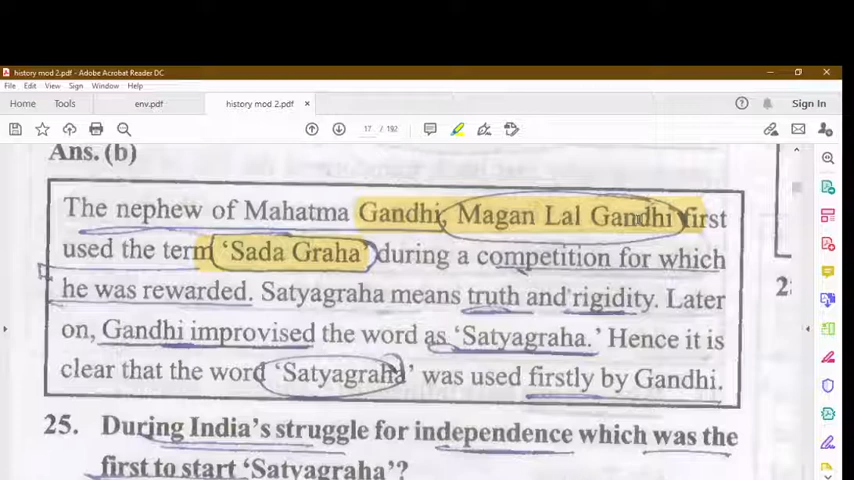 history mod 2.pdf - Adobe Acrobat Reader DC
File Edit View Sign Window Help
Home Tools env.pdf history mod 2.pdf × Sign In
17 / 192
Ans.(b)
The nephew of Mahatma Gandhi, Magan Lal Gandhi first
used the term 'Sada Graha' during a competition for which
he was rewarded. Satyagraha means truth and rigidity. Later
on, Gandhi improvised the word as 'Satyagraha.' Hence it is
clear that the word 'Satyagraha' was used firstly by Gandhi.
25. During India's struggle for independence which was the
first to start 'Satyagraha'?
2